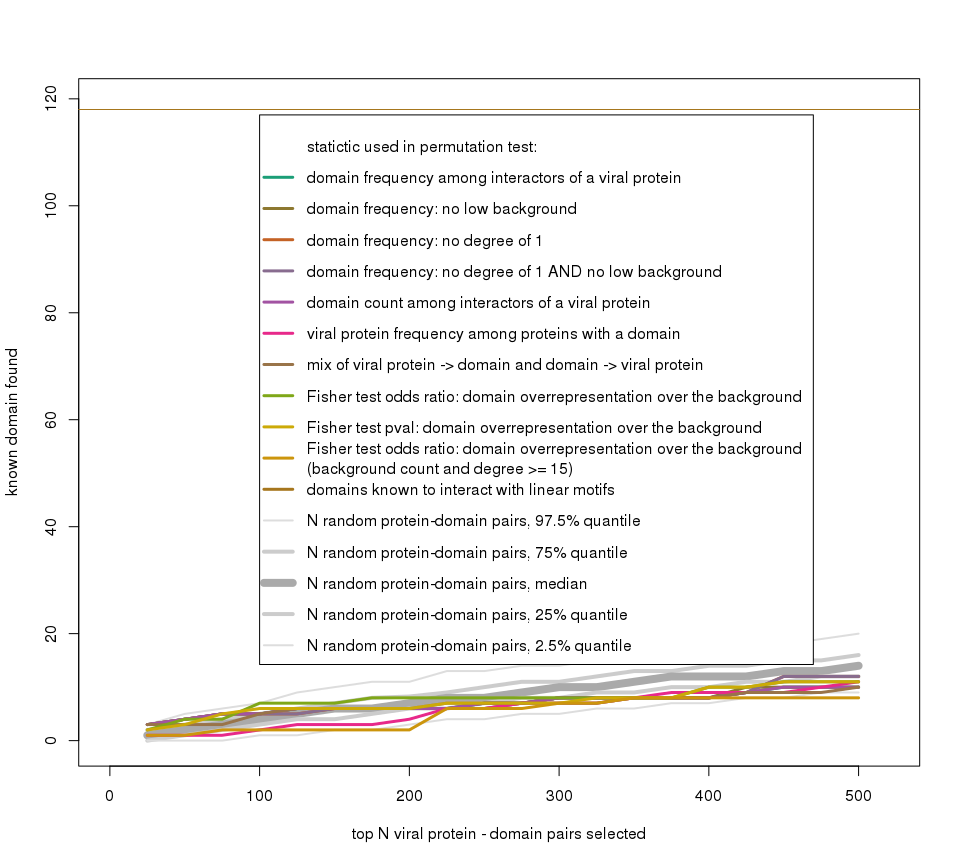 120
100
80
60
40
20
0
known domain found
statictic used in permutation test:
domain frequency among interactors of a viral protein
domain frequency: no low background
domain frequency: no degree of 1
domain frequency: no degree of 1 AND no low background
domain count among interactors of a viral protein
viral protein frequency among proteins with a domain
mix of viral protein -> domain and domain -> viral protein
Fisher test odds ratio: domain overrepresentation over the background
Fisher test pval: domain overrepresentation over the background
Fisher test odds ratio: domain overrepresentation over the background
(background count and degree >= 15)
domains known to interact with linear motifs
N random protein-domain pairs, 97.5% quantile
N random protein-domain pairs, 75% quantile
N random protein-domain pairs, median
N random protein-domain pairs, 25% quantile
N random protein-domain pairs, 2.5% quantile
0 100 200 300 400 500
top N viral protein - domain pairs selected